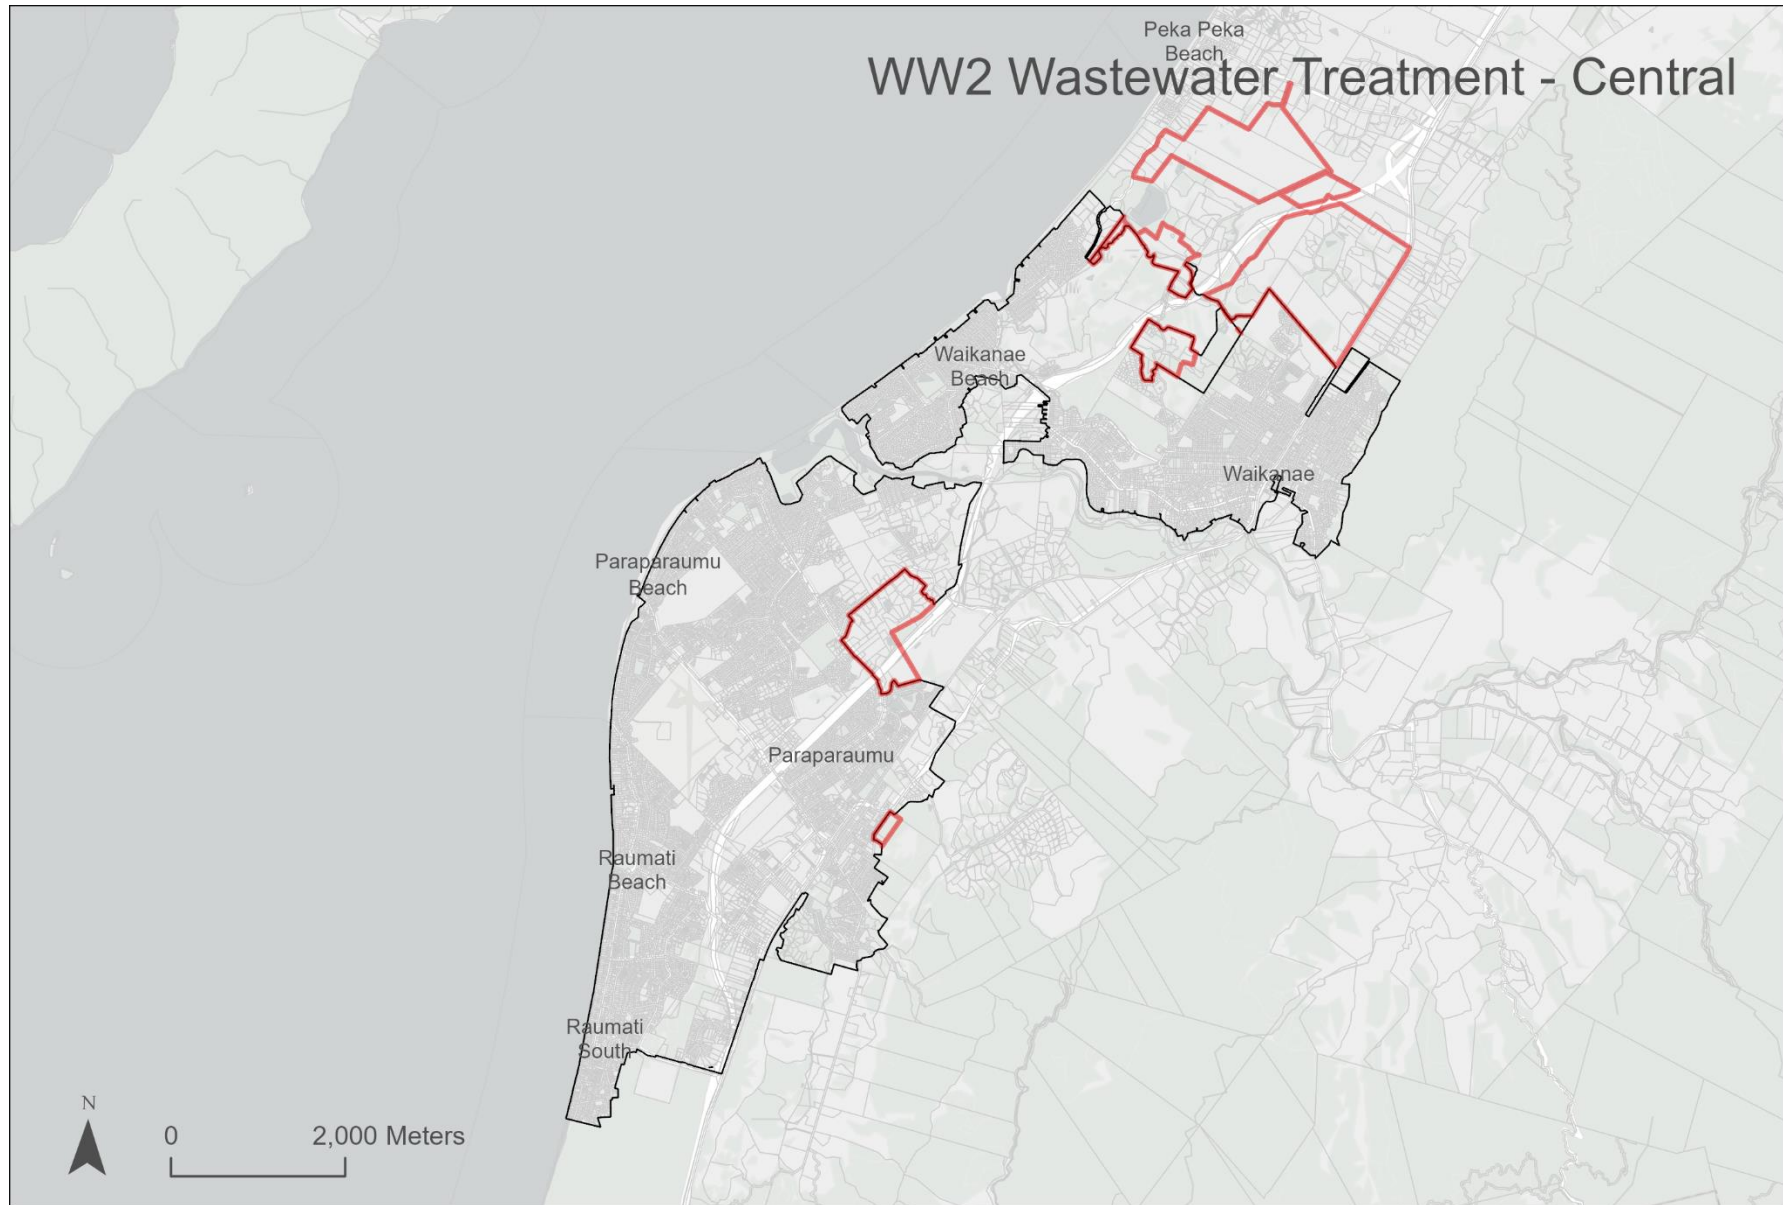 Peka Peka
Beach
WW2 Wastewater Treatment - Central
Waikanae
Beach
Waikanae
Paraparaumu
Beach
Paraparaumu
Raumati
Beach
Raumati
South
N
0
2,000 Meters